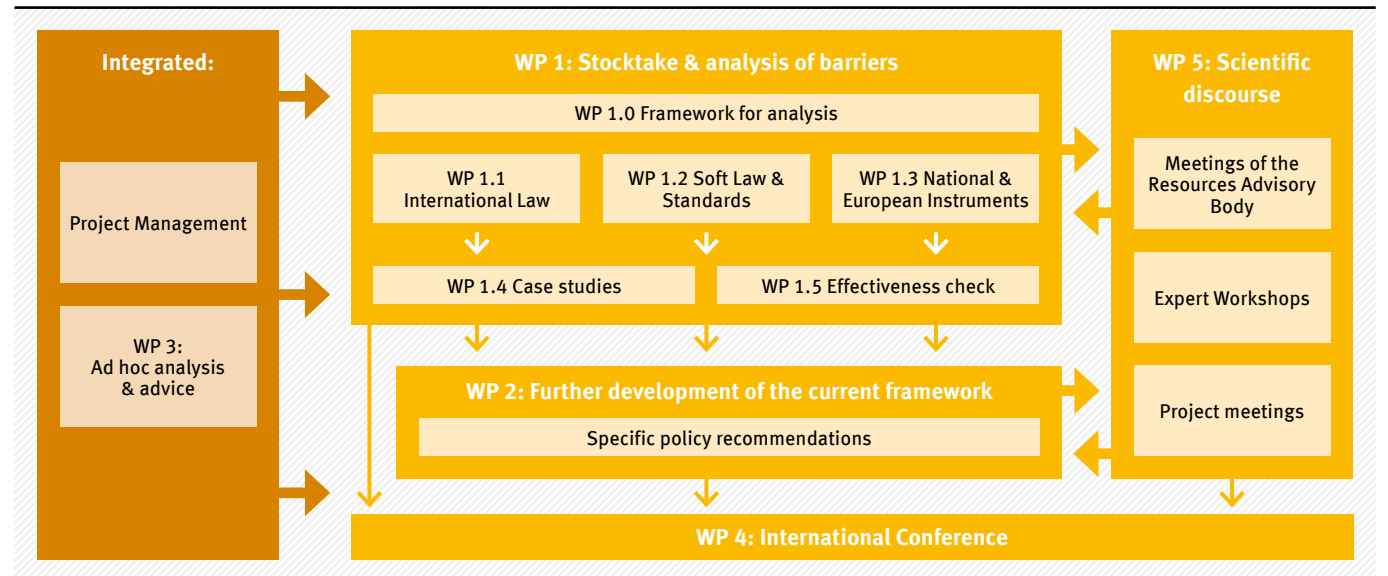 Integrated:
Project Management
WP 3:
Ad hoc analysis
& advice
WP 1: Stocktake & analysis of barriers
WP 1.0 Framework for analysis
WP 1.1
International Law
WP 1.2 Soft Law &
Standards
WP 1.3 National &
European Instruments
WP 1.4 Case studies
WP 1.5 Effectiveness check
WP 2: Further development of the current framework
Specific policy recommendations
WP 5: Scientific
discourse
Meetings of the
Resources Advisory
Body
Expert Workshops
Project meetings
WP 4: International Conference